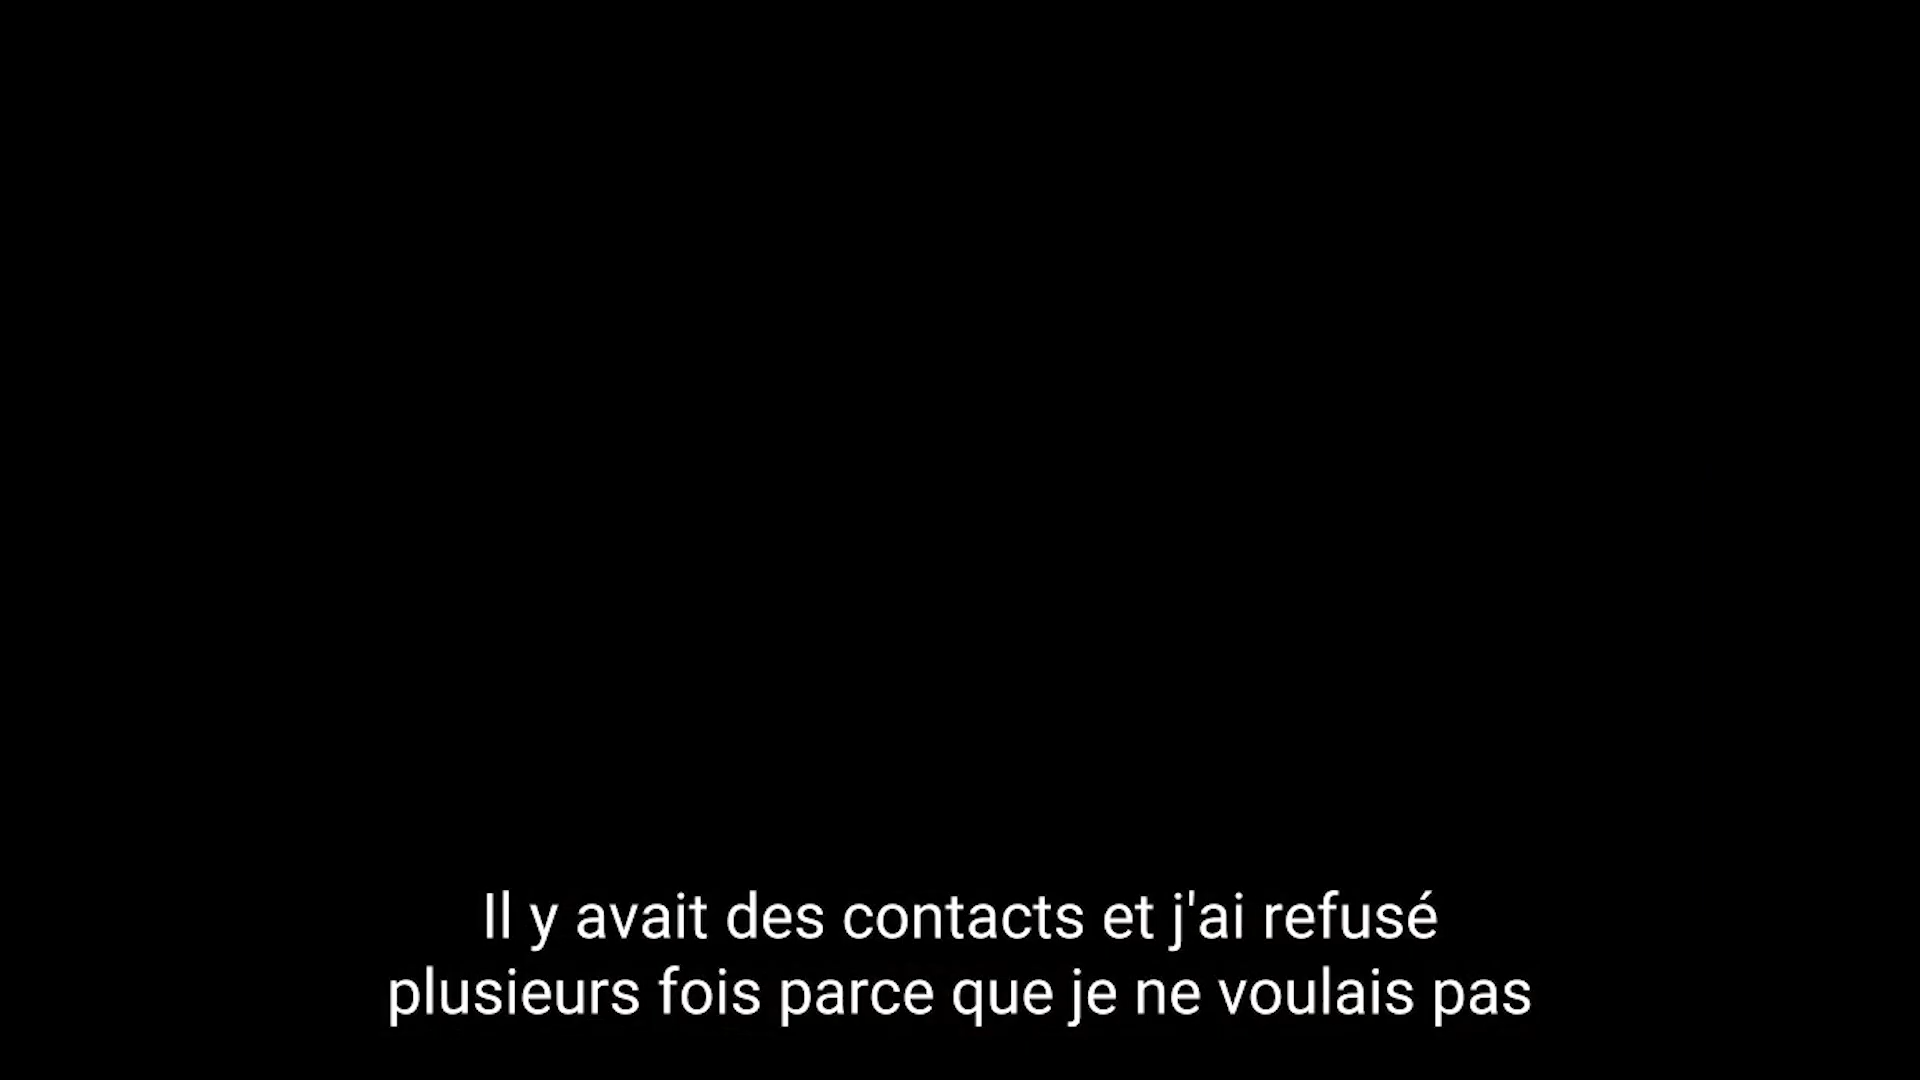 Il y avait des contacts et j'ai refusé
plusieurs fois parce que je ne voulais pas